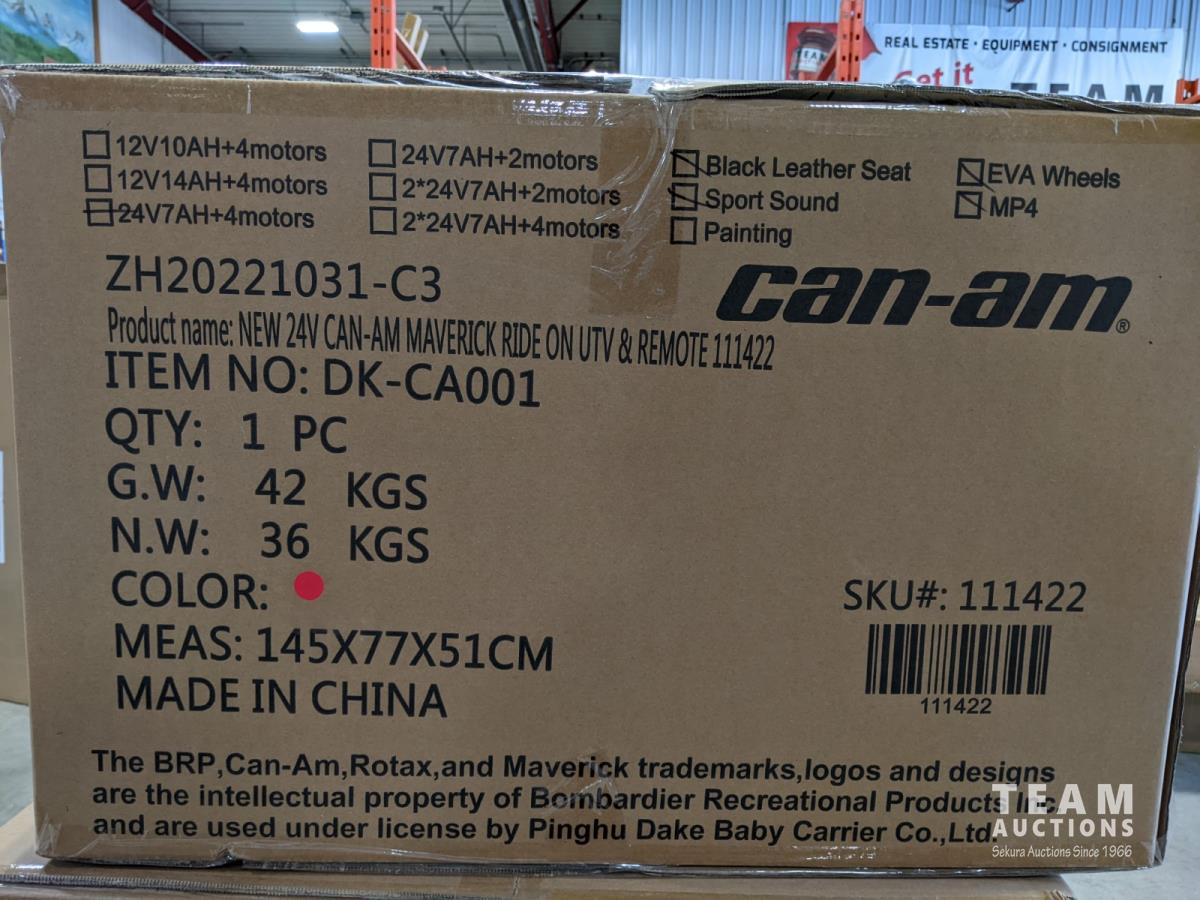 REAL ESTATE · EQUIPMENT · CONSIGNMENT
Get it
TEAM
12V10AH+4motors
12V14AH+4motors
24V7AH+4motors
24V7AH+2motors
2*24V7AH+2motors
2*24V7AH+4motors
Black Leather Seat
Sport Sound
Painting
EVA Wheels
MP4
ZH20221031-C3
can-am®
Product name: NEW 24V CAN-AM MAVERICK RIDE ON UTV & REMOTE 111422
ITEM NO: DK-CA001
QTY: 1 PC
G.W: 42 KGS
N.W: 36 KGS
COLOR:
MEAS: 145X77X51CM
MADE IN CHINA
SKU#: 111422
111422
The BRP,Can-Am,Rotax,and Maverick trademarks,logos and designs
are the intellectual property of Bombardier Recreational Products Inc.
and are used under license by Pinghu Dake Baby Carrier Co.,Ltd.
TEAM
AUCTIONS
Sekura Auctions Since 1966